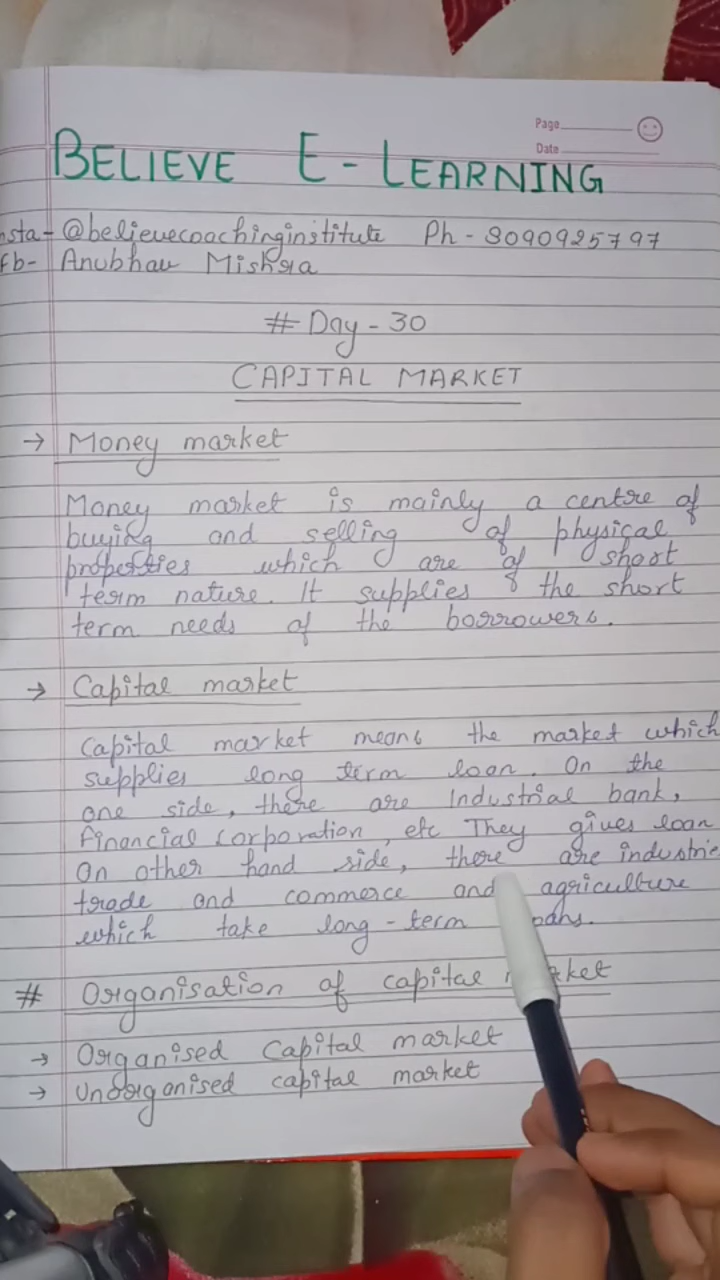 Page
Date
BELIEVE E-LEARNING
nsta- @believecoachinginstitute Ph - 8090925797
fb- Anubhav Mishra
# Day - 30
CAPITAL MARKET
→ Money market
Money market is mainly a centre of
buying and selling of physical
properties which are of short
term nature. It supplies the short
term needs of the borrowers.
→ Capital market
Capital market means the market which
supplies long term loan. On the
one side, there are Industrial bank,
financial corporation, etc They gives loan
On other hand side, there are industrie
trade and commerce and agriculture
which take long-term oans.
# Organisation of capital ket
→ Organised Capital market
→ Unorganised capital market